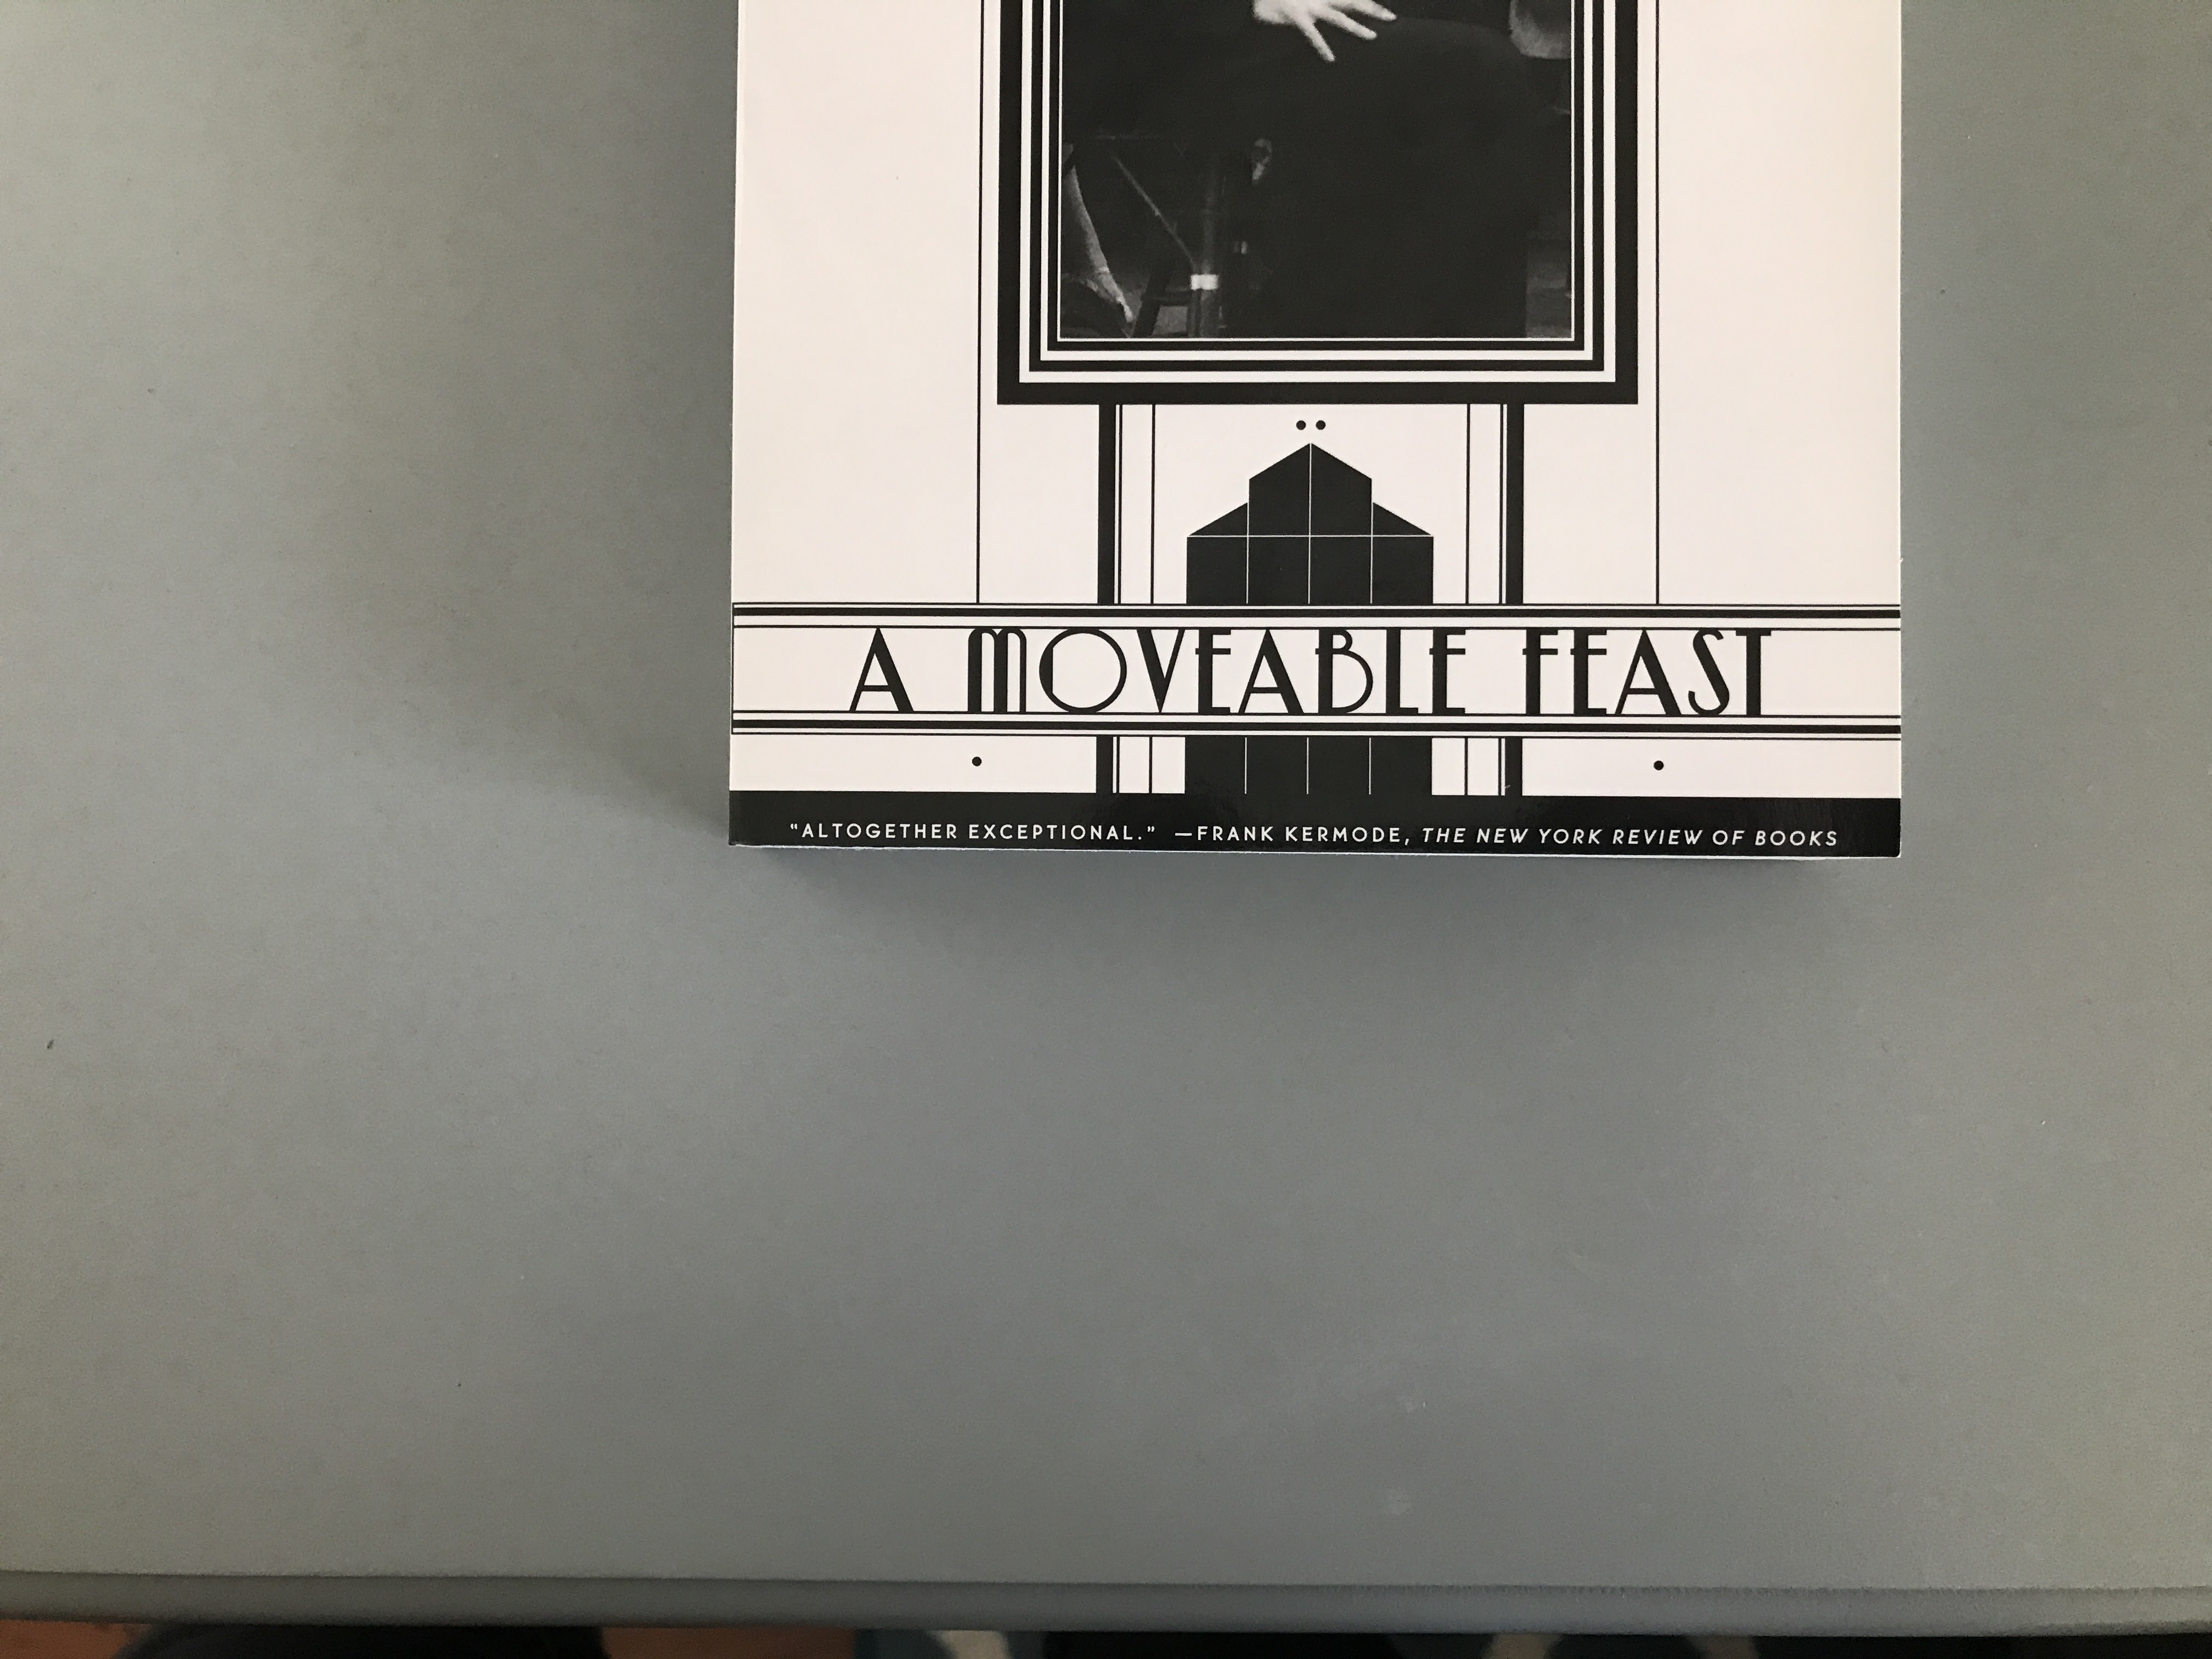 A MOVEABLE FEAST
"ALTOGETHER EXCEPTIONAL." —FRANK KERMODE, THE NEW YORK REVIEW OF BOOKS